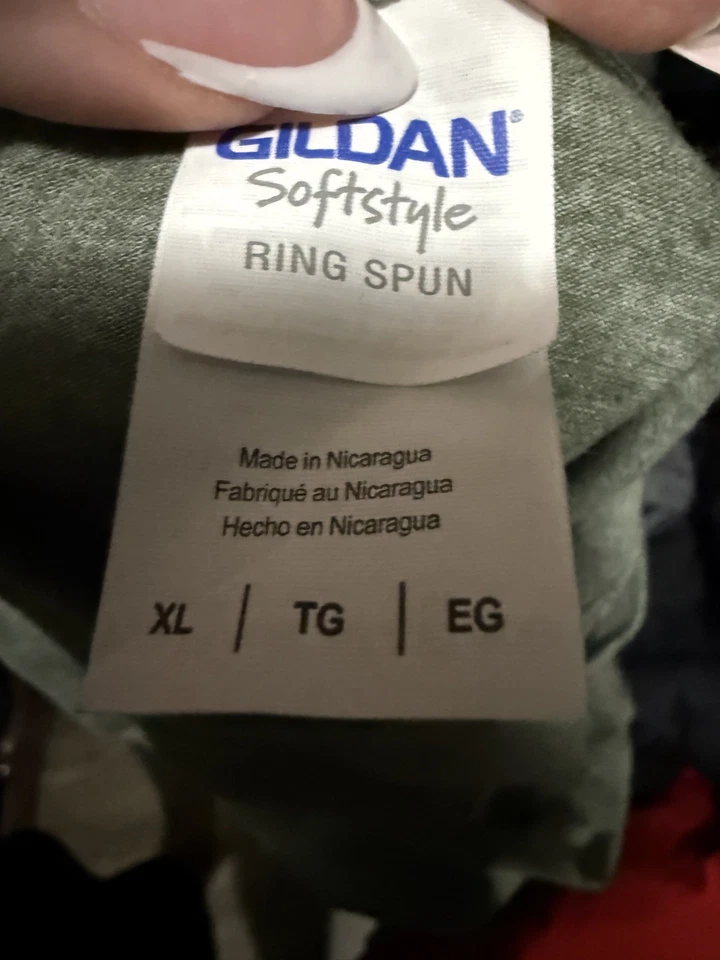 GILDAN®
Softstyle
RING SPUN
Made in Nicaragua
Fabriqué au Nicaragua
Hecho en Nicaragua
XL | TG | EG